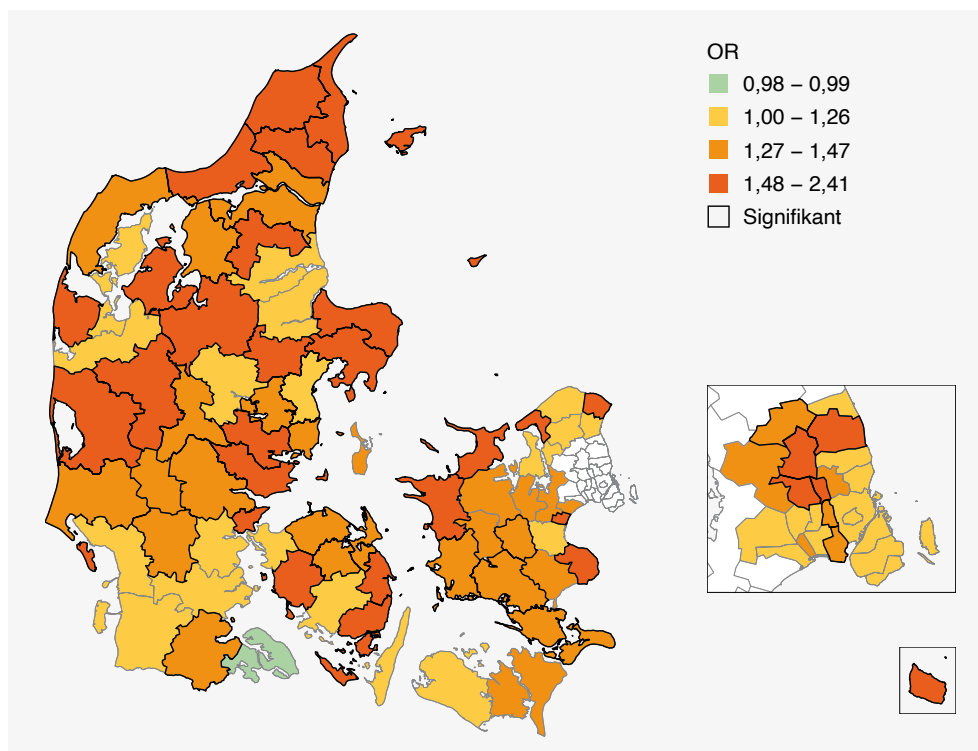 OR
0,98 – 0,99
1,00 – 1,26
1,27 – 1,47
1,48 – 2,41
Signifikant